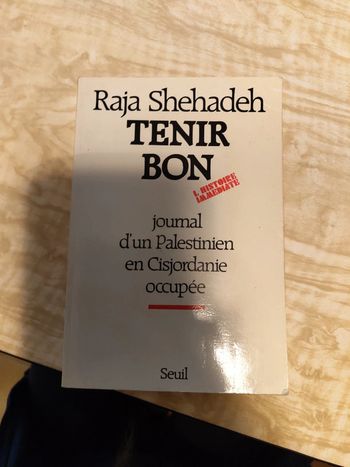 Raja Shehadeh
TENIR
BON
L'HISTOIRE
IMMÉDIATE
journal
d'un Palestinien
en Cisjordanie
occupée
Seuil